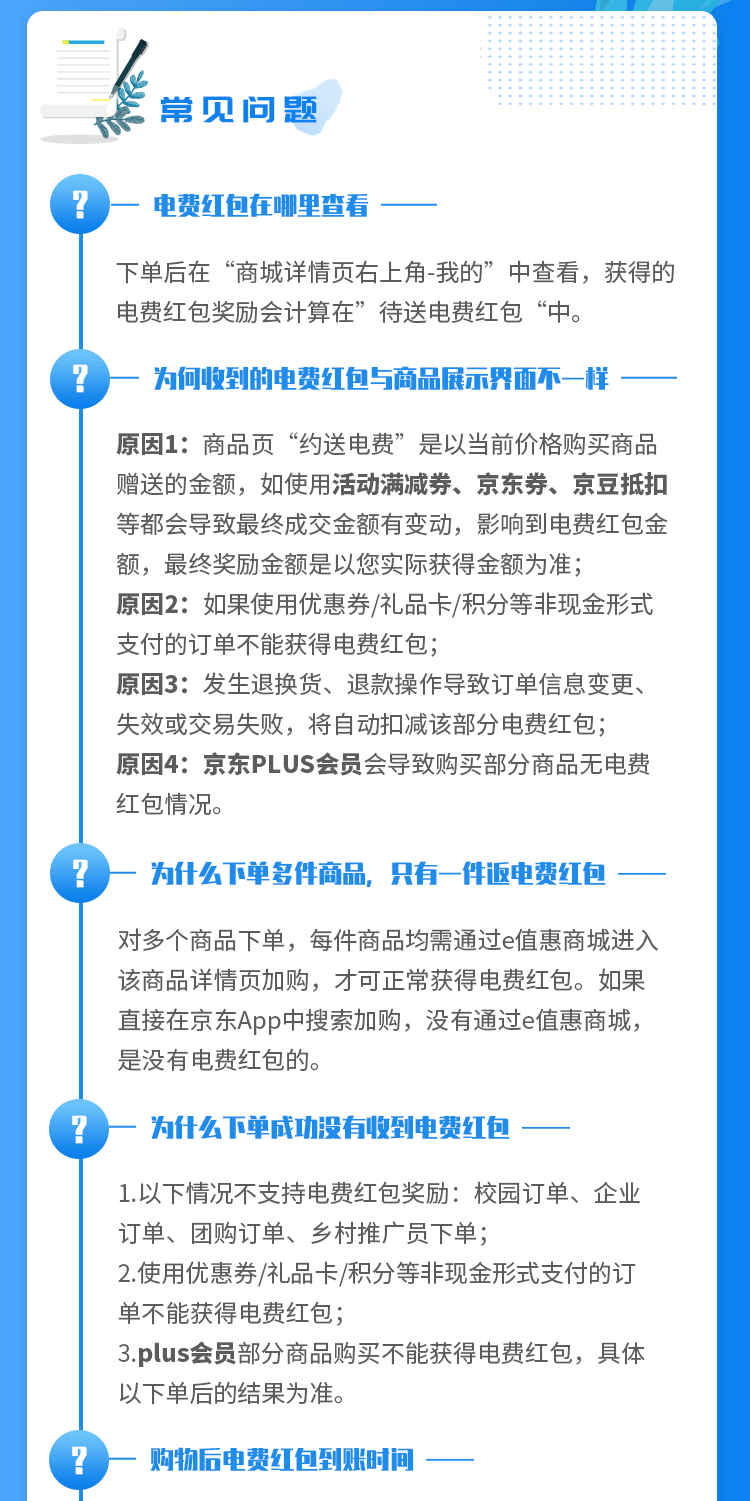 常见问题
?
电费红包在哪里查看
下单后在“商城详情页右上角-我的”中查看，获得的
电费红包奖励会计算在”待送电费红包“中。
?
为何收到的电费红包与商品展示界面不一样
原因1：商品页“约送电费”是以当前价格购买商品
赠送的金额，如使用活动满减券、京东券、京豆抵扣
等都会导致最终成交金额有变动，影响到电费红包金
额，最终奖励金额是以您实际获得金额为准；
原因2：如果使用优惠券/礼品卡/积分等非现金形式
支付的订单不能获得电费红包；
原因3：发生退换货、退款操作导致订单信息变更、
失效或交易失败，将自动扣减该部分电费红包；
原因4：京东PLUS会员会导致购买部分商品无电费
红包情况。
?
为什么下单多件商品，只有一件返电费红包
对多个商品下单，每件商品均需通过e值惠商城进入
该商品详情页加购，才可正常获得电费红包。如果
直接在京东App中搜索加购，没有通过e值惠商城，
是没有电费红包的。
?
为什么下单成功没有收到电费红包
1.以下情况不支持电费红包奖励：校园订单、企业
订单、团购订单、乡村推广员下单；
2.使用优惠券/礼品卡/积分等非现金形式支付的订
单不能获得电费红包；
3.plus会员部分商品购买不能获得电费红包，具体
以下单后的结果为准。
?
购物后电费红包到账时间